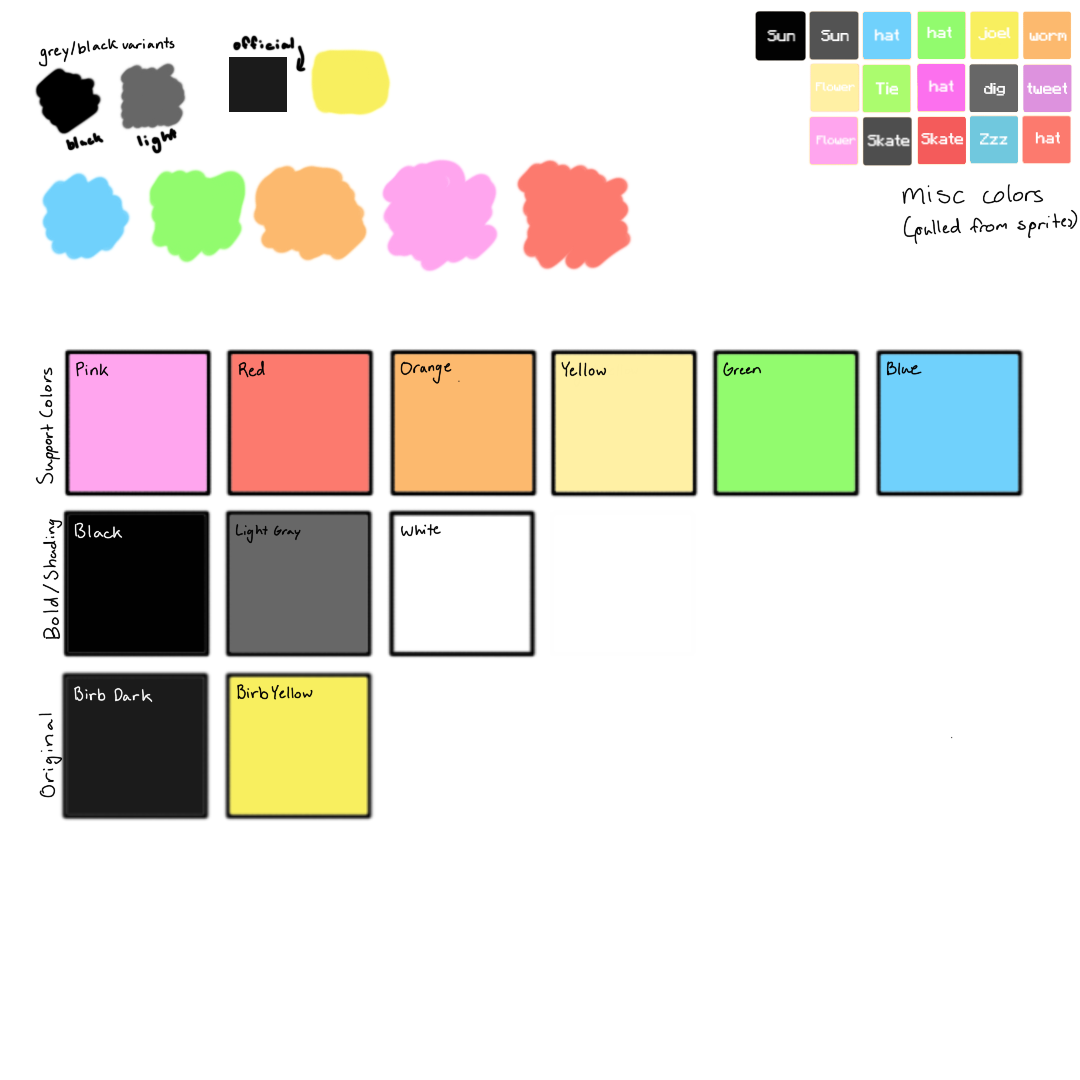 grey/black variants
black
light
official
Sun
Sun
hat
hat
joel
worm
Flower
Tie
hat
dig
tweet
Flower
Skate
Skate
Zzz
hat
Misc colors
(pulled from sprites)
Support Colors
Pink
Red
Orange
Yellow
Green
Blue
Bold/Shading
Black
Light Gray
White
Original
Birb Dark
Birb Yellow